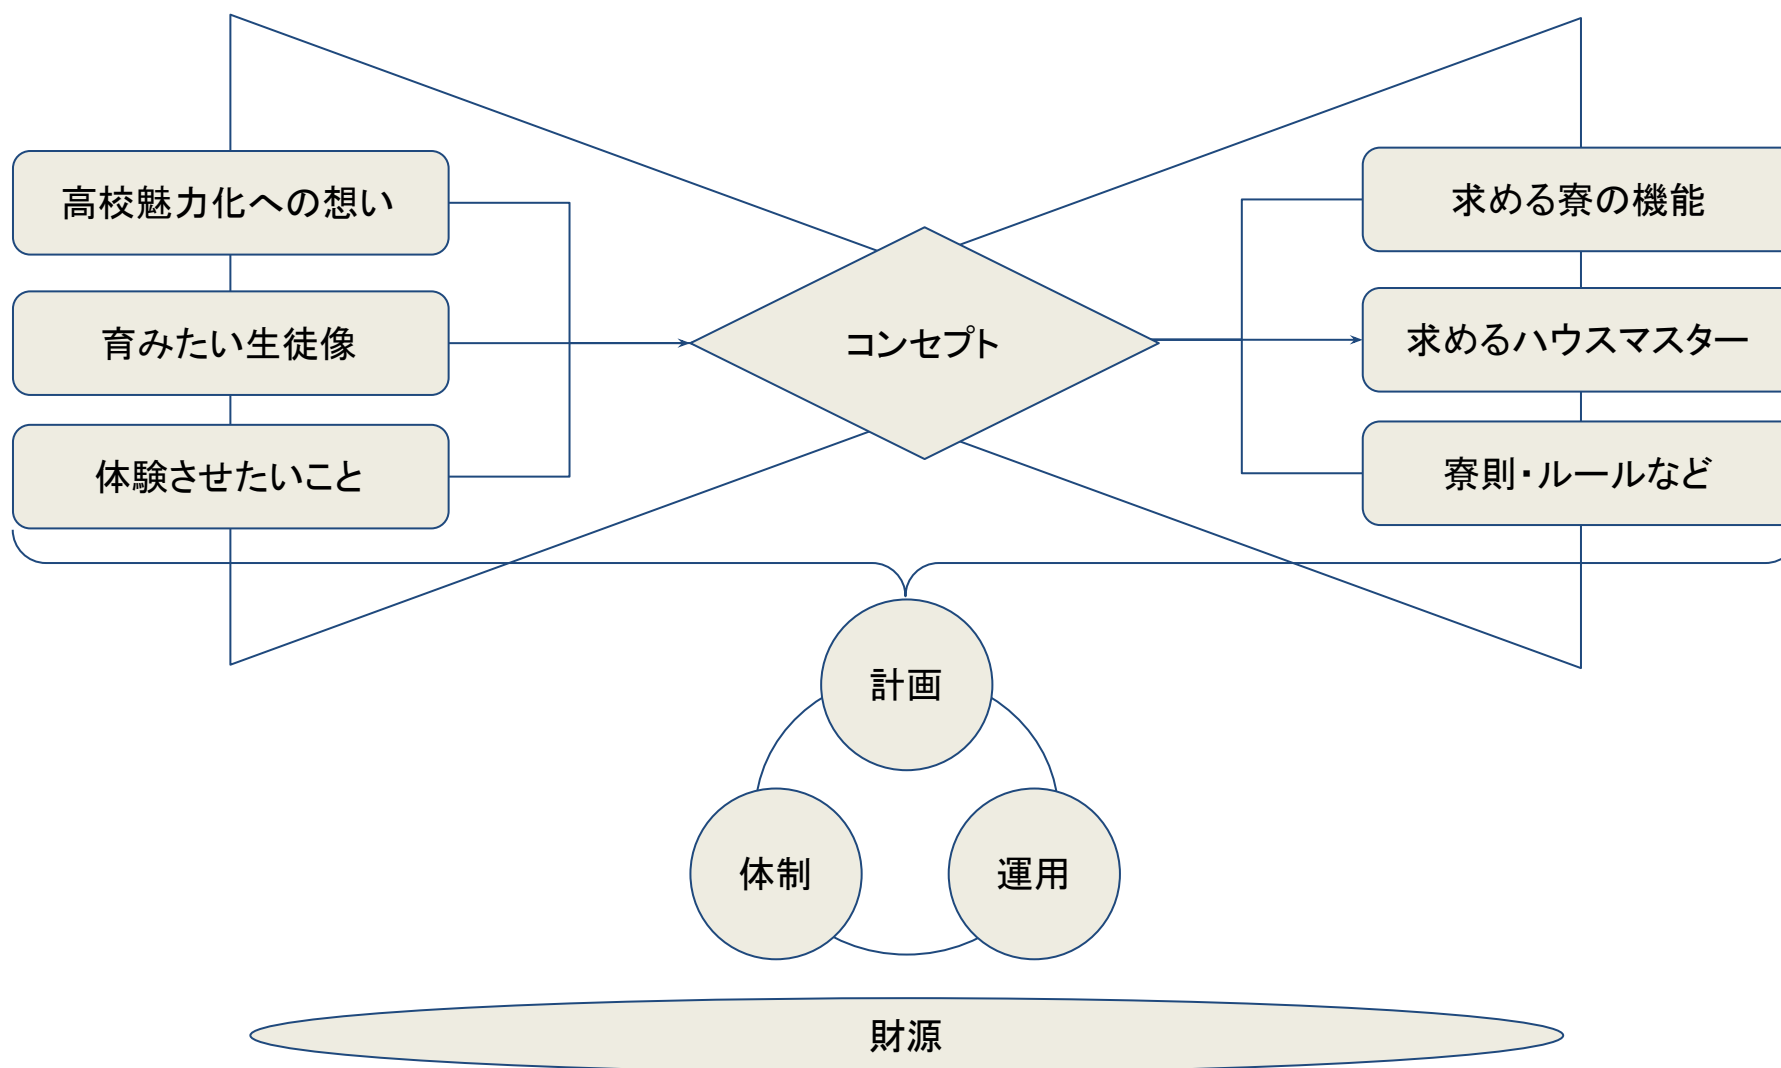 高校魅力化への想い
育みたい生徒像
体験させたいこと
コンセプト
求める寮の機能
求めるハウスマスター
寮則・ルールなど
計画
体制
運用
財源